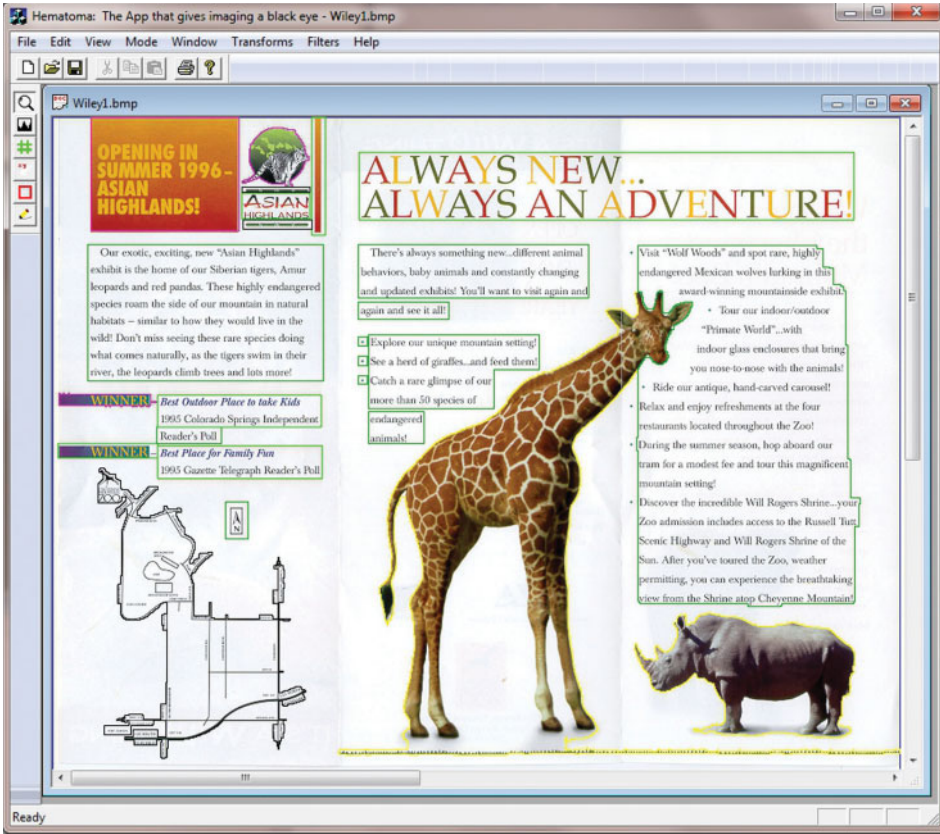 Hematoma: The App that gives imaging a black eye - Wiley1.bmp
File Edit View Mode Window Transforms Filters Help
Wiley1.bmp
OPENING IN
SUMMER 1996–
ASIAN
HIGHLANDS!
ASIAN
HIGHLANDS
Our exotic, exciting, new “Asian Highlands”
exhibit is the home of our Siberian tigers, Amur
leopards and red pandas. These highly endangered
species roam the side of our mountain in natural
habitats – similar to how they would live in the
wild! Don't miss seeing these rare species doing
what comes naturally, as the tigers swim in their
river, the leopards climb trees and lots more!
WINNER – Best Outdoor Place to take Kids
1995 Colorado Springs Independent
Reader's Poll
WINNER – Best Place for Family Fun
1995 Gazette Telegraph Reader's Poll
ZOO
N
ALWAYS NEW...
ALWAYS AN ADVENTURE!
There's always something new...different animal
behaviors, baby animals and constantly changing
and updated exhibits! You'll want to visit again and
again and see it all!
• Explore our unique mountain setting!
• See a herd of giraffes...and feed them!
• Catch a rare glimpse of our
more than 50 species of
endangered
animals!
• Visit “Wolf Woods” and spot rare, highly
endangered Mexican wolves lurking in this
award-winning mountainside exhibit.
• Tour our indoor/outdoor
“Primate World”...with
indoor glass enclosures that bring
you nose-to-nose with the animals!
• Ride our antique, hand-carved carousel!
• Relax and enjoy refreshments at the four
restaurants located throughout the Zoo!
• During the summer season, hop aboard our
tram for a modest fee and tour this magnificent
mountain setting!
• Discover the incredible Will Rogers Shrine...your
Zoo admission includes access to the Russell Tutt
Scenic Highway and Will Rogers Shrine of the
Sun. After you've toured the Zoo, weather
permitting, you can experience the breathtaking
view from the Shrine atop Cheyenne Mountain!
Ready